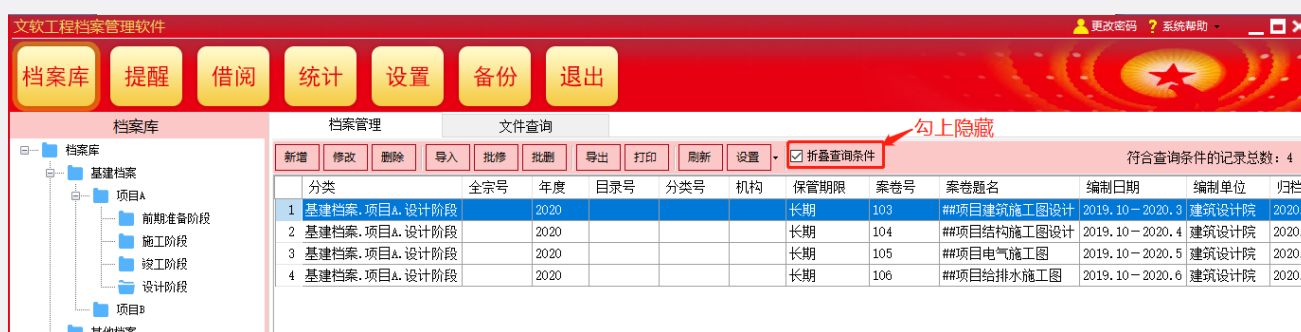 文软工程档案管理软件 更改密码 ? 系统帮助
档案库 提醒 借阅 统计 设置 备份 退出
档案库 档案管理 文件查询 勾上隐藏
新增 修改 删除 导入 批修 批删 导出 打印 刷新 设置 折叠查询条件 符合查询条件的记录总数: 4
档案库
基建档案
项目A
前期准备阶段
施工阶段
竣工阶段
设计阶段
项目B
其他档案
分类 全宗号 年度 目录号 分类号 机构 保管期限 案卷号 案卷题名 编制日期 编制单位 归档
1 基建档案.项目A.设计阶段 2020 长期 103 ##项目建筑施工图设计 2019.10－2020.3 建筑设计院 2020.
2 基建档案.项目A.设计阶段 2020 长期 104 ##项目结构施工图设计 2019.10－2020.4 建筑设计院 2020.
3 基建档案.项目A.设计阶段 2020 长期 105 ##项目电气施工图 2019.10－2020.5 建筑设计院 2020.
4 基建档案.项目A.设计阶段 2020 长期 106 ##项目给排水施工图 2019.10－2020.6 建筑设计院 2020.